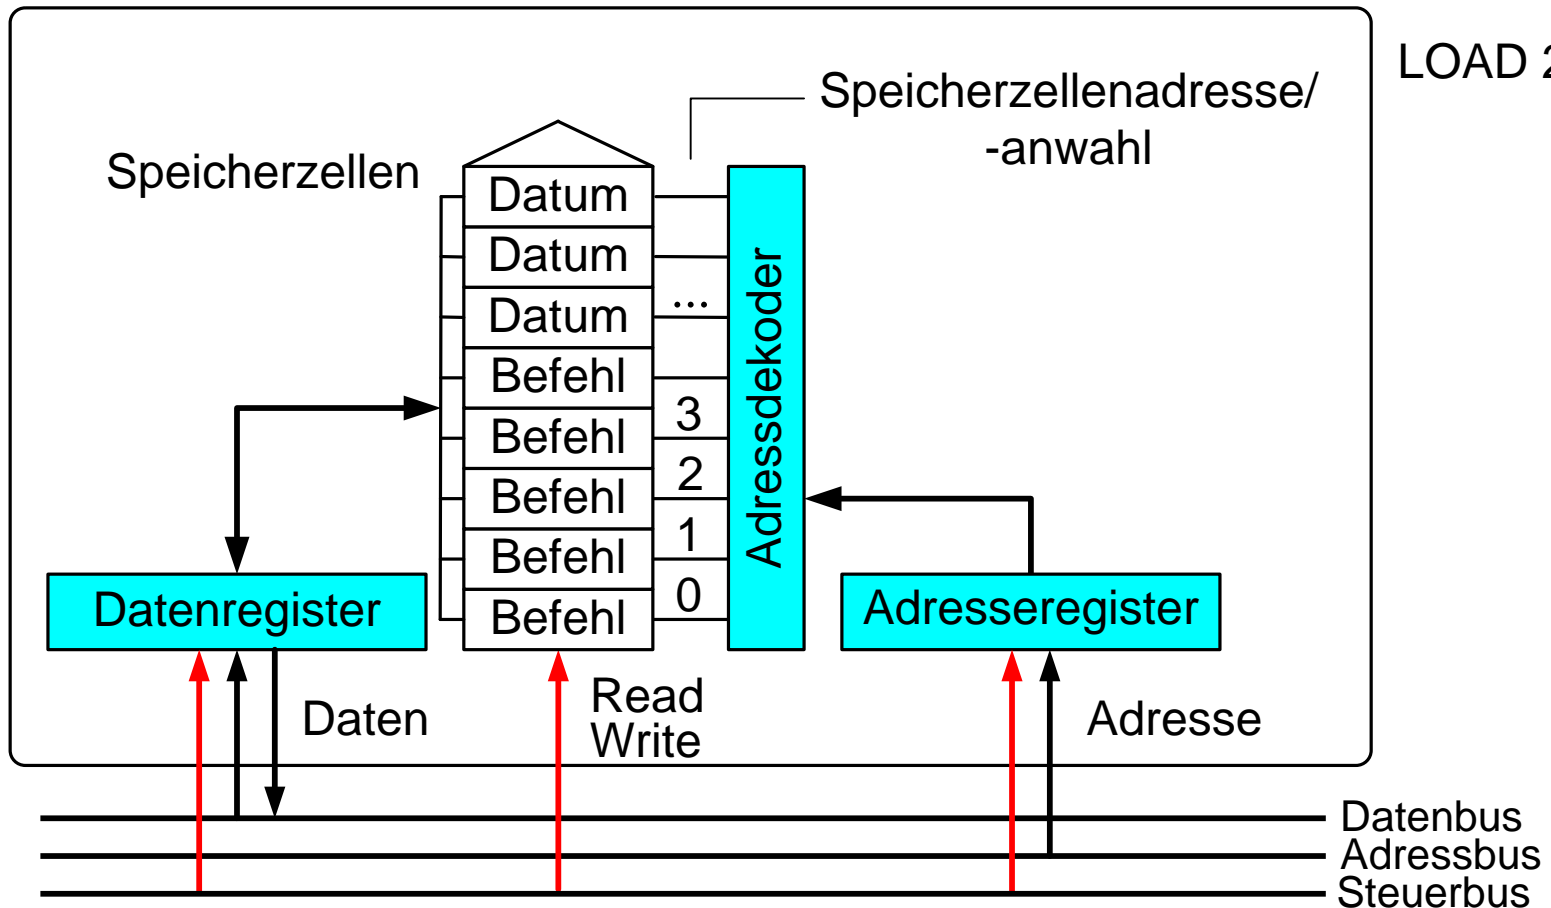 LOAD 2
Speicherzellenadresse/
-anwahl
Speicherzellen
Datum
Datum
...
Datum
Befehl
3
Befehl
2
Befehl
1
Befehl
0
Befehl
Adressdekoder
Datenregister
Adresseregister
Daten
Read
Write
Adresse
Datenbus
Adressbus
Steuerbus